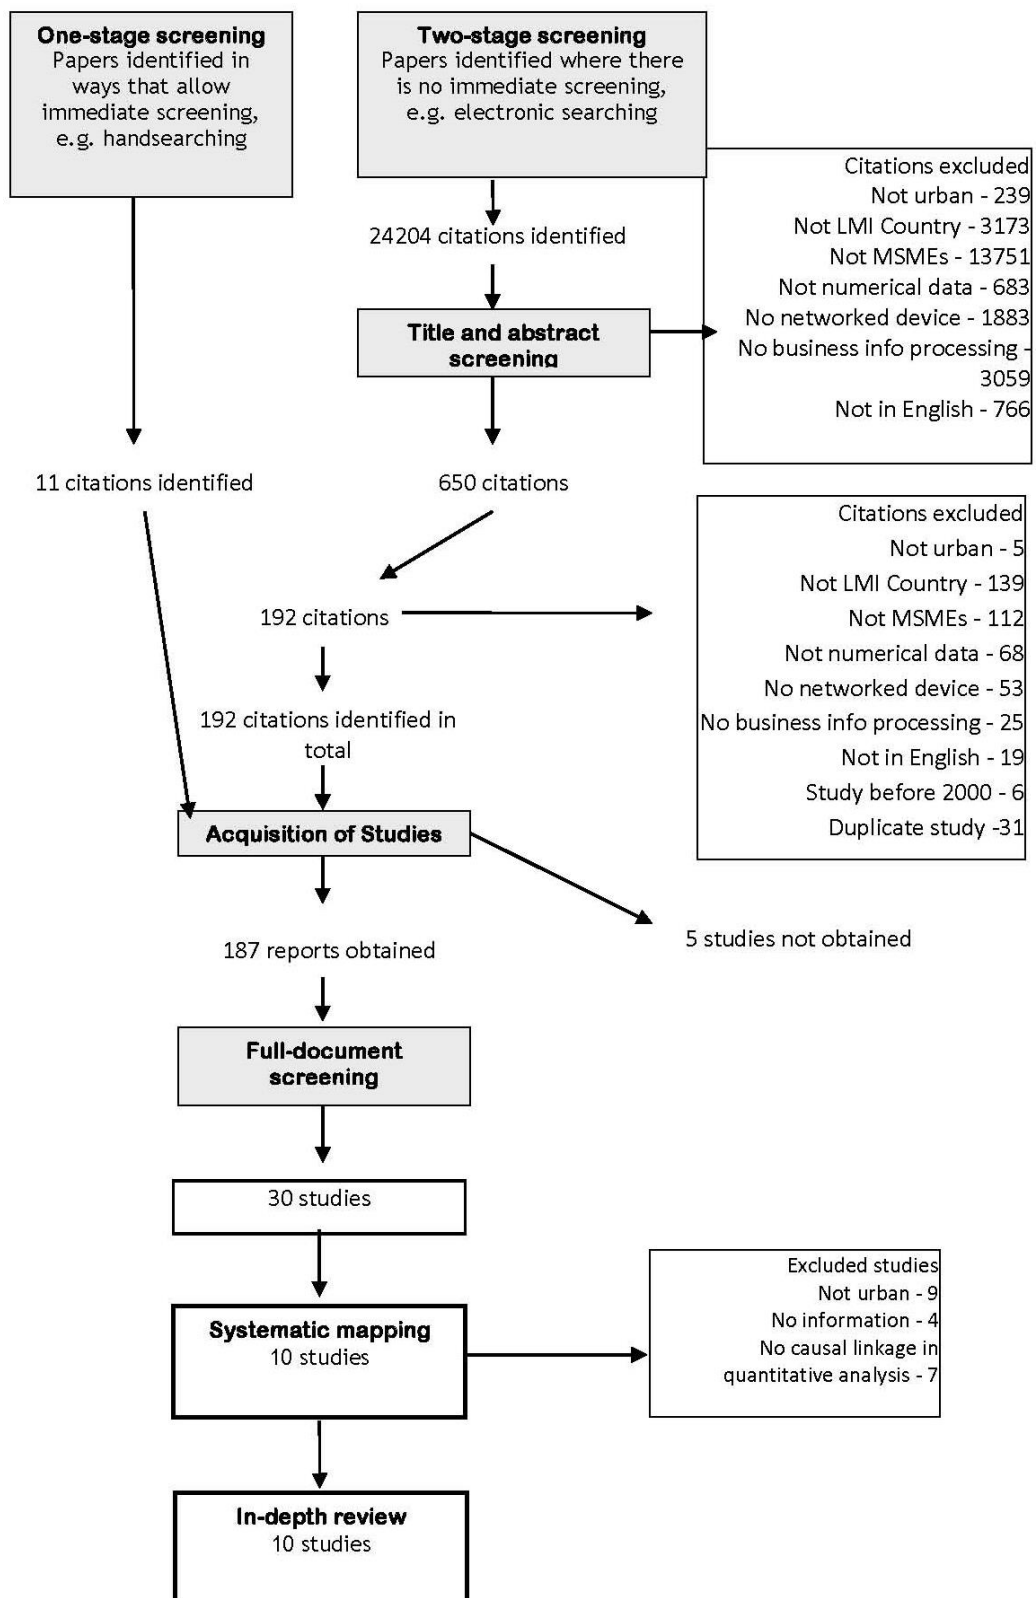 One-stage screening
Papers identified in
ways that allow
immediate screening,
e.g. handsearching
Two-stage screening
Papers identified where there
is no immediate screening,
e.g. electronic searching
Citations excluded
Not urban - 239
Not LMI Country - 3173
Not MSMEs - 13751
Not numerical data - 683
No networked device - 1883
No business info processing -
3059
Not in English - 766
24204 citations identified
Title and abstract
screening
11 citations identified
650 citations
Citations excluded
Not urban - 5
Not LMI Country - 139
Not MSMEs - 112
Not numerical data - 68
No networked device - 53
No business info processing - 25
Not in English - 19
Study before 2000 - 6
Duplicate study -31
192 citations
192 citations identified in
total
Acquisition of Studies
5 studies not obtained
187 reports obtained
Full-document
screening
30 studies
Systematic mapping
10 studies
Excluded studies
Not urban - 9
No information - 4
No causal linkage in
quantitative analysis - 7
In-depth review
10 studies